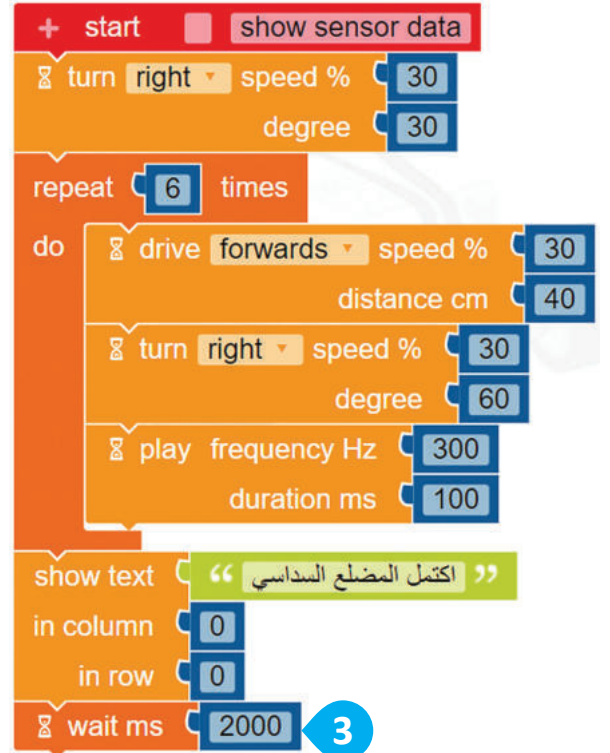 + start show sensor data
turn right speed % 30
degree 30
repeat 6 times
do drive forwards speed % 30
distance cm 40
turn right speed % 30
degree 60
play frequency Hz 300
duration ms 100
show text “ اكتمل المضلع السداسي ”
in column 0
in row 0
wait ms 2000 3